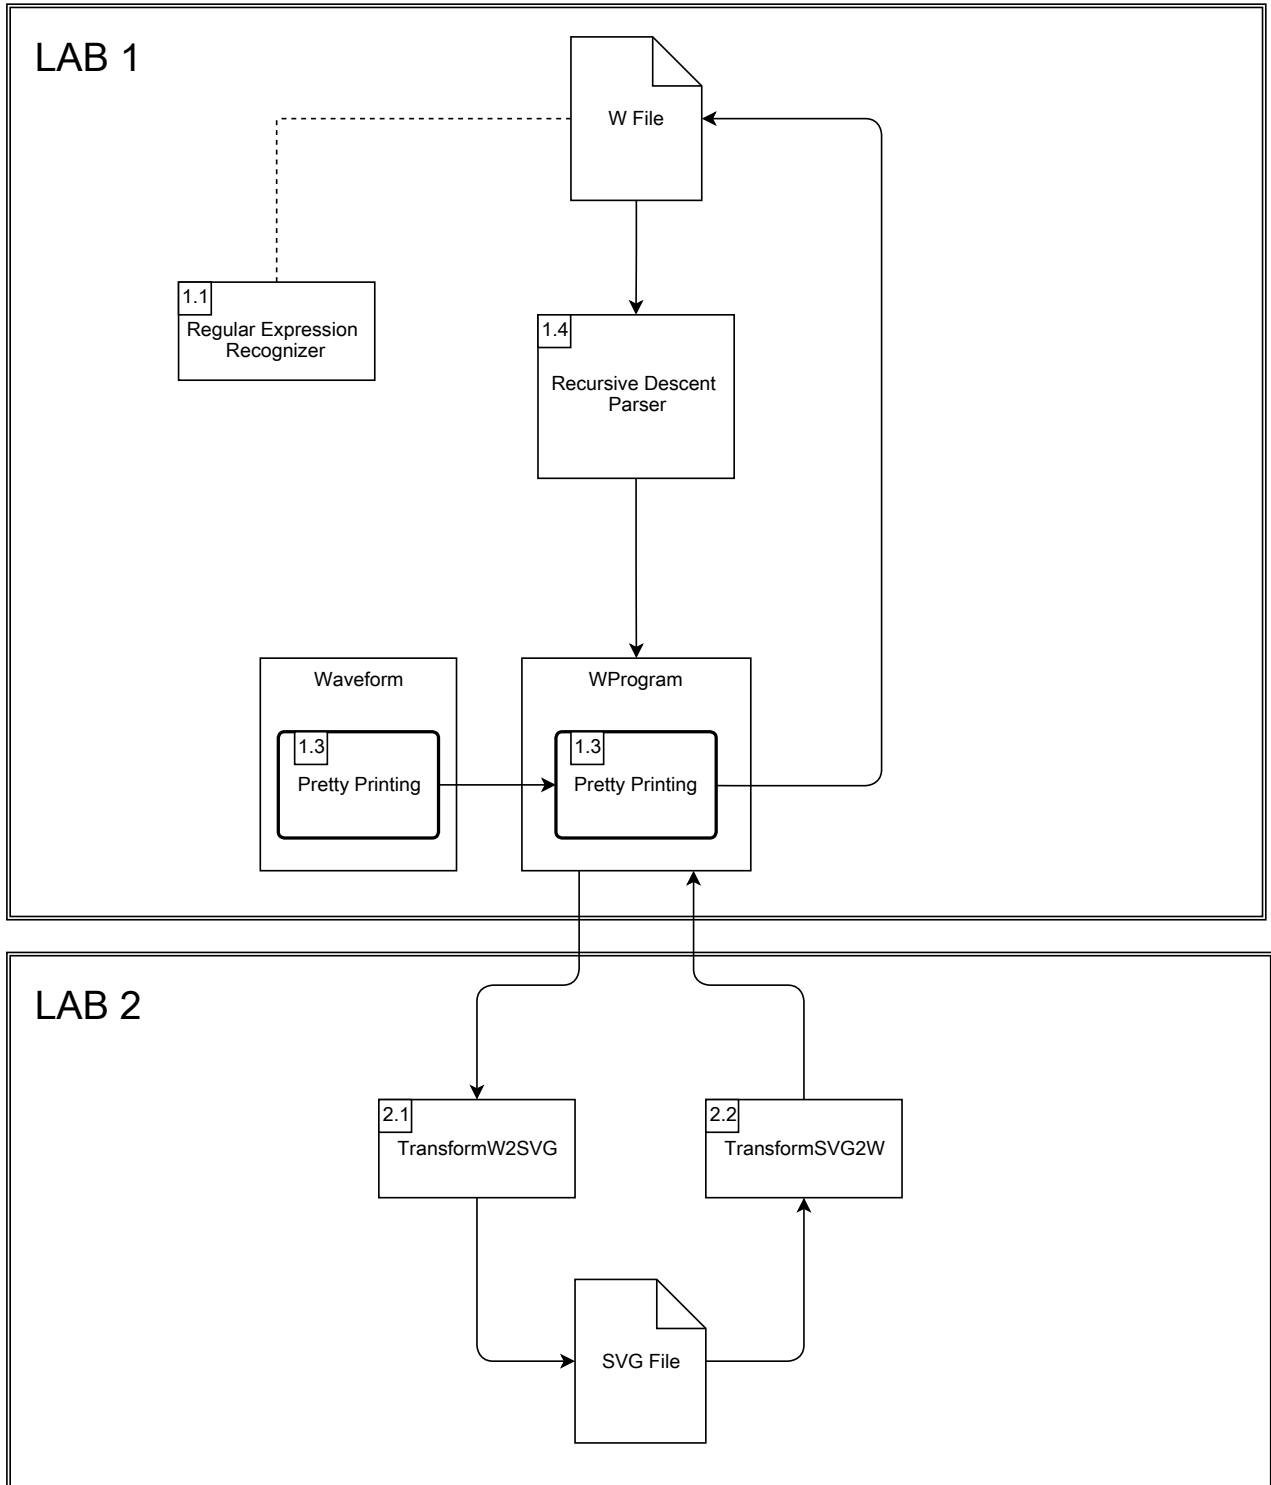 LAB 1
W File
1.1
Regular Expression
Recognizer
1.4
Recursive Descent
Parser
Waveform
1.3
Pretty Printing
WProgram
1.3
Pretty Printing
LAB 2
2.1
TransformW2SVG
2.2
TransformSVG2W
SVG File